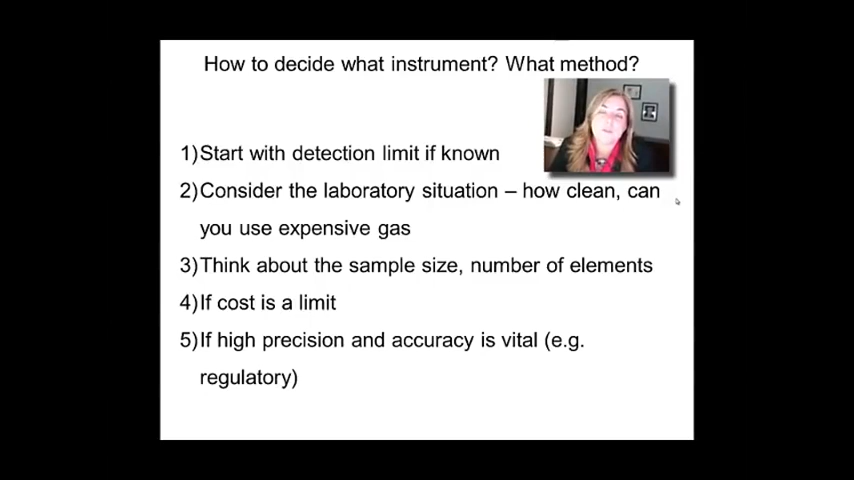 How to decide what instrument? What method?
1)Start with detection limit if known
2)Consider the laboratory situation – how clean, can
you use expensive gas
3)Think about the sample size, number of elements
4)If cost is a limit
5)If high precision and accuracy is vital (e.g.
regulatory)